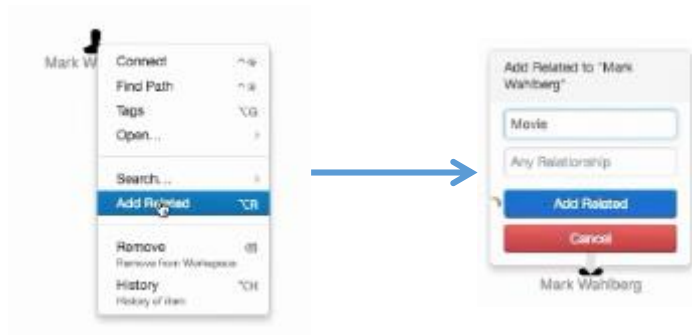 Mark W
Connect
Find Path
Tags ⌥G
Open...
Search...
Add Related ⌥R
Remove
Remove from Workspace
History ⌥H
History of item
Add Related to "Mark
Wahlberg"
Movie
Any Relationship
Add Related
Cancel
Mark Wahlberg